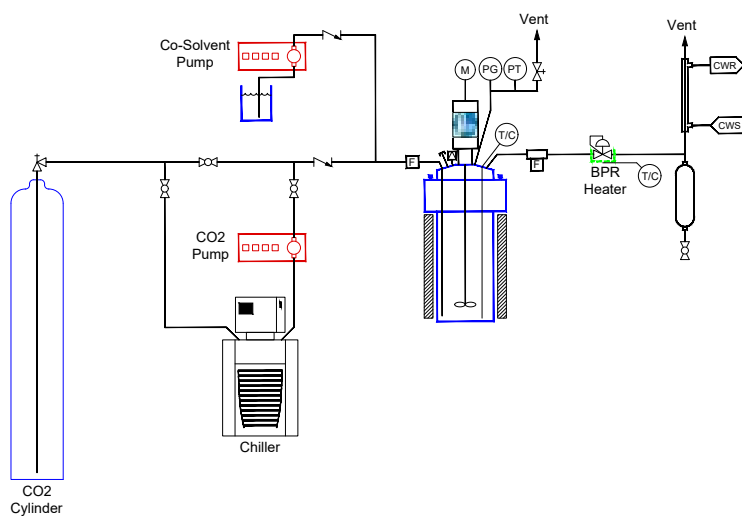 Vent
Vent
Co-Solvent
Pump
M
PG
PT
CWR
CWS
T/C
F
F
BPR
Heater
T/C
CO2
Pump
Chiller
CO2
Cylinder